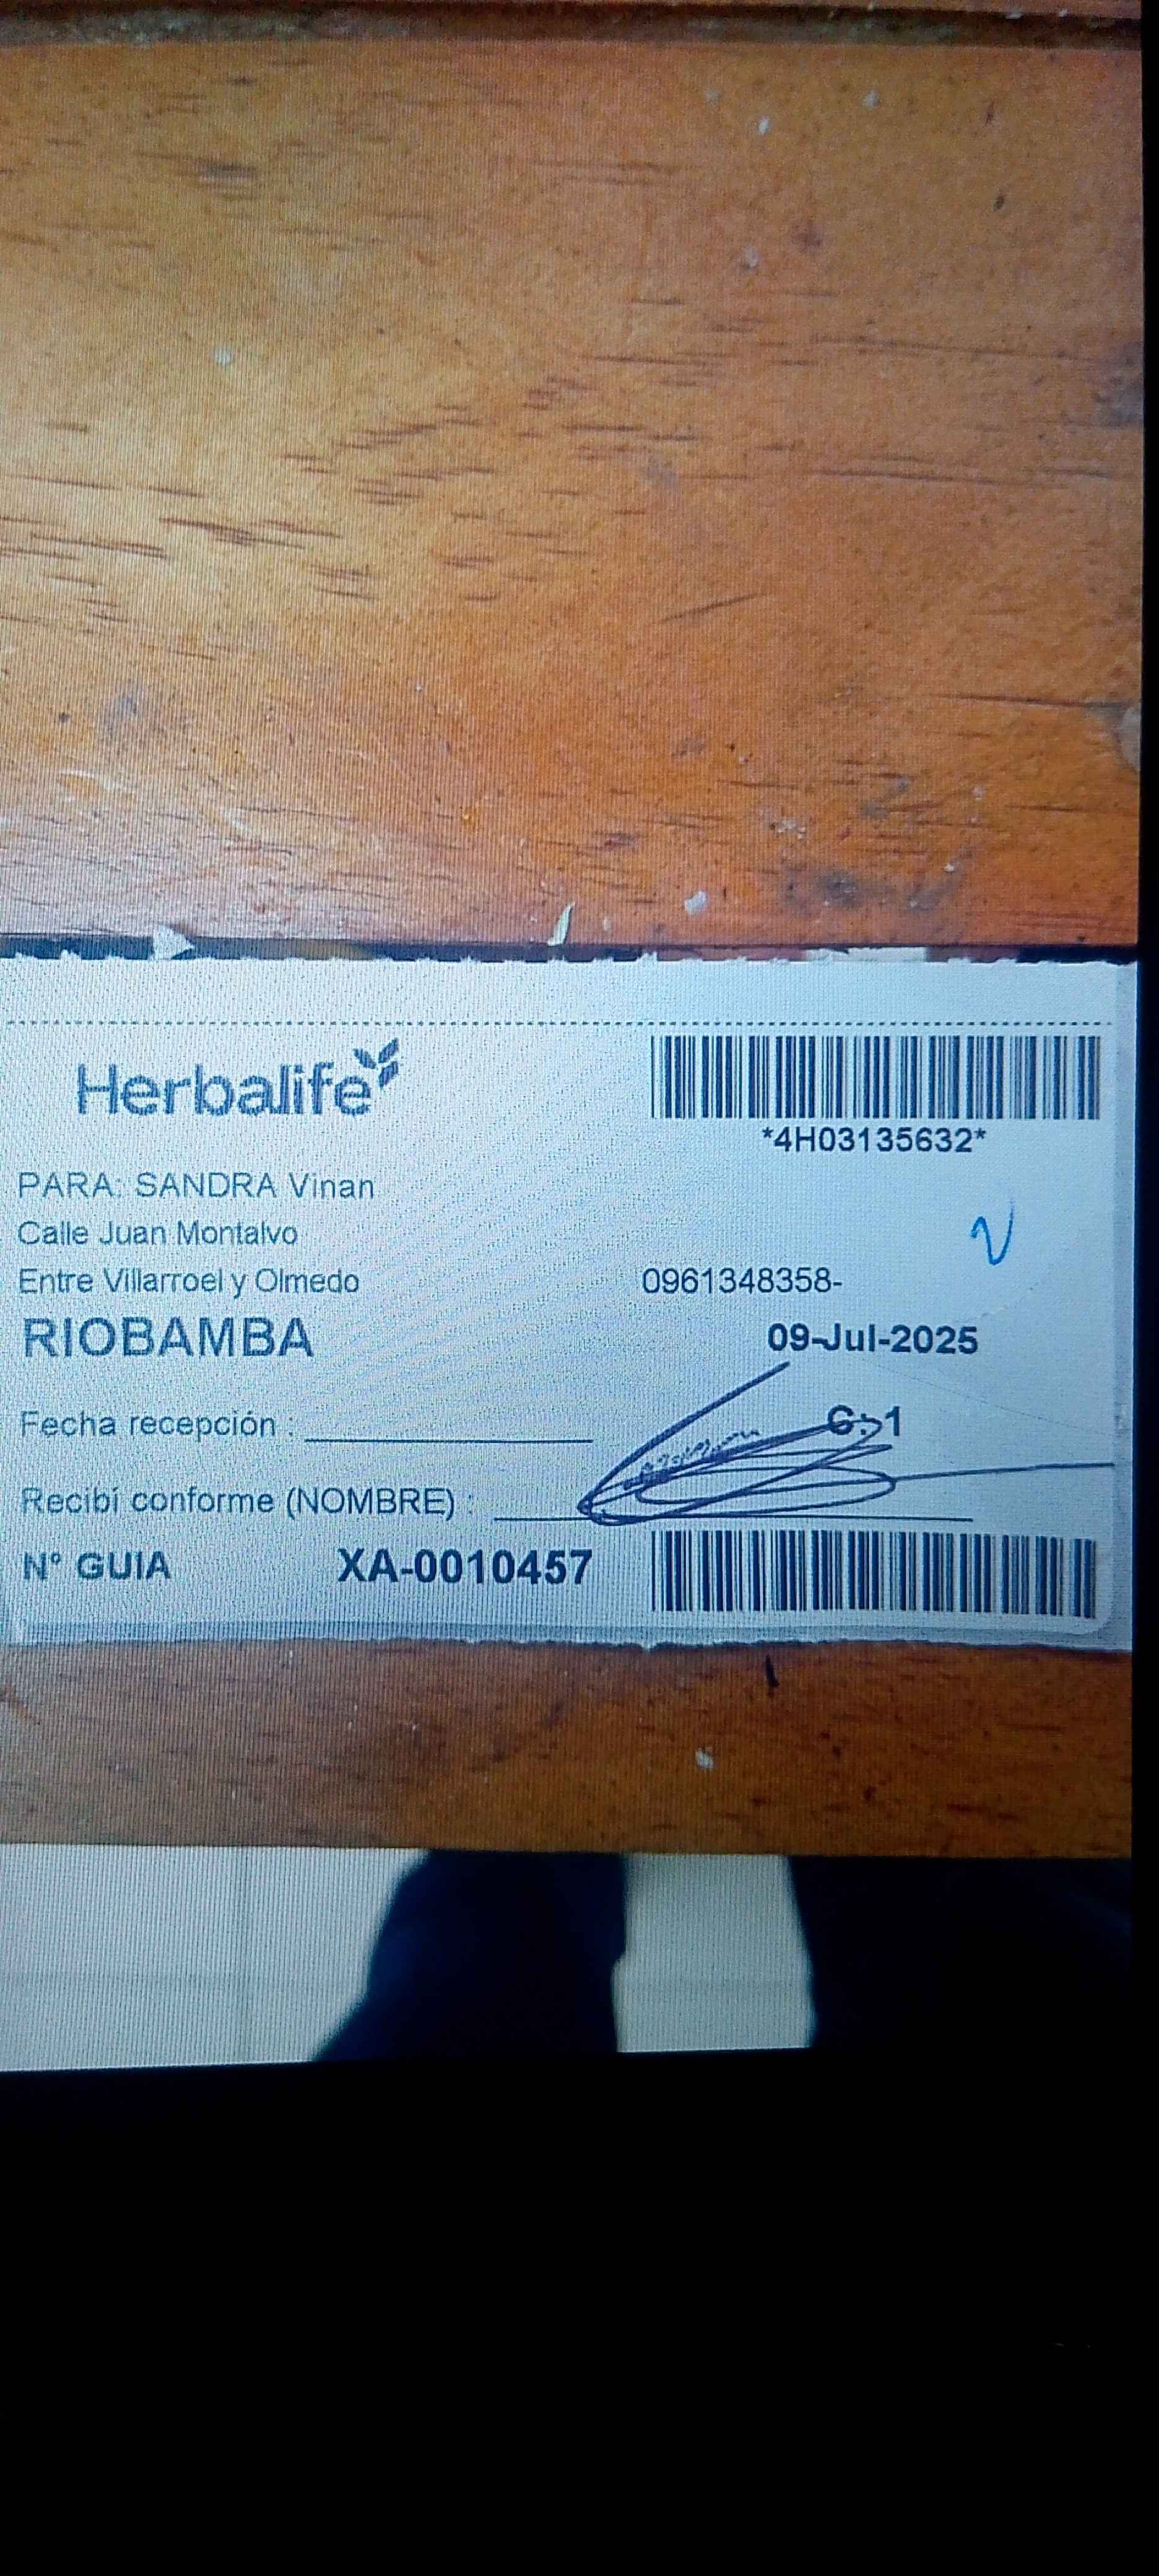 Herbalife
*4H03135632*
PARA: SANDRA Vinan
Calle Juan Montalvo
Entre Villarroel y Olmedo 0961348358-
RIOBAMBA 09-Jul-2025
Fecha recepción :
Recibí conforme (NOMBRE) :
N° GUIA XA-0010457